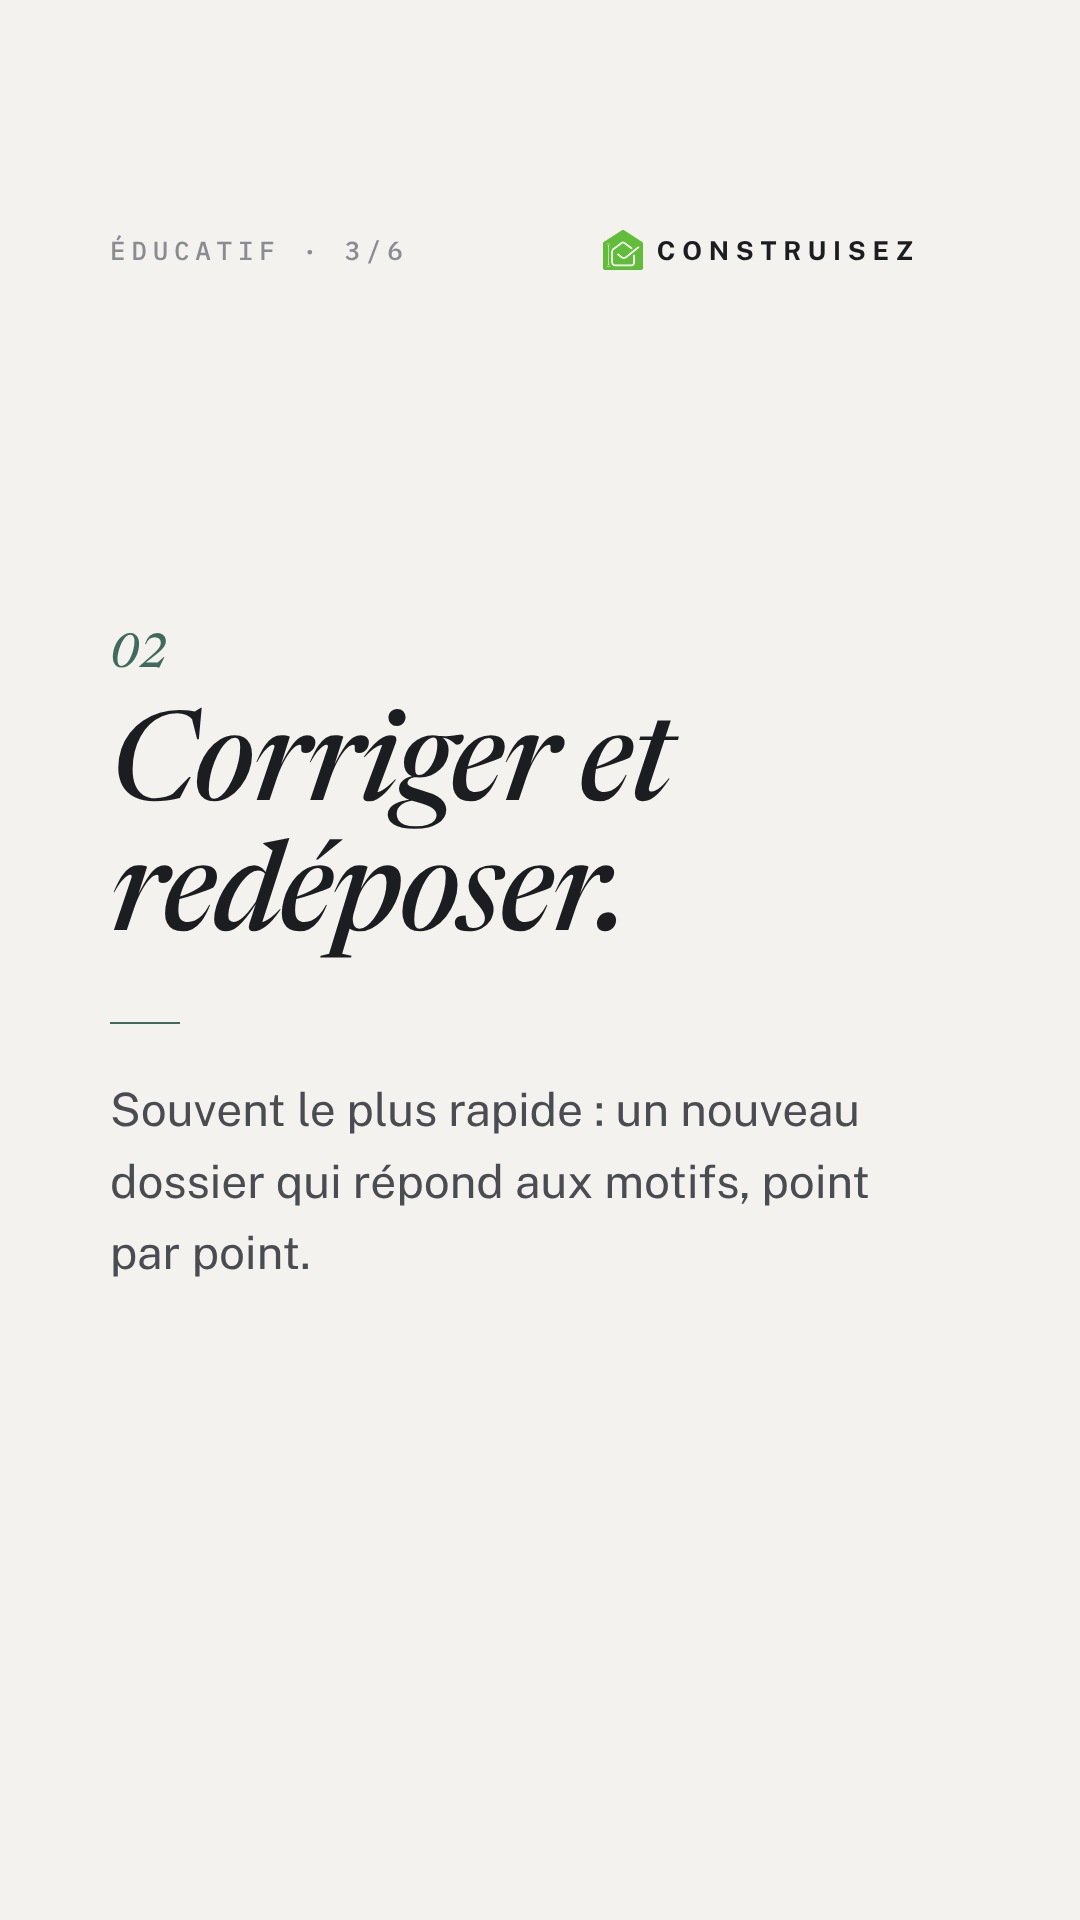 ÉDUCATIF · 3/6
CONSTRUISEZ
02
Corriger et
redéposer.
Souvent le plus rapide : un nouveau
dossier qui répond aux motifs, point
par point.